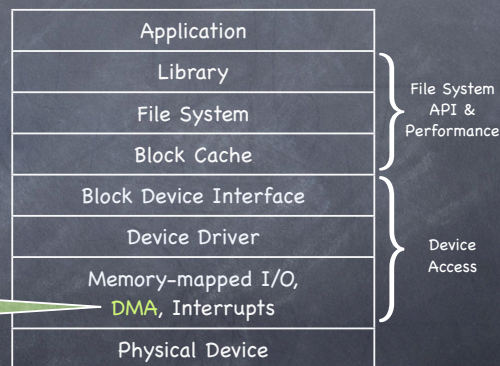 Application
Library
File System
Block Cache
Block Device Interface
Device Driver
Memory-mapped I/O,
DMA, Interrupts
Physical Device
File System
API &
Performance
Device
Access